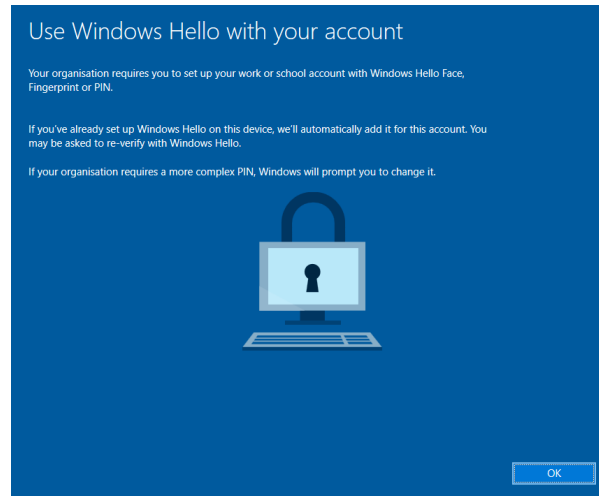 Use Windows Hello with your account
Your organisation requires you to set up your work or school account with Windows Hello Face,
Fingerprint or PIN.
If you've already set up Windows Hello on this device, we'll automatically add it for this account. You
may be asked to re-verify with Windows Hello.
If your organisation requires a more complex PIN, Windows will prompt you to change it.
OK